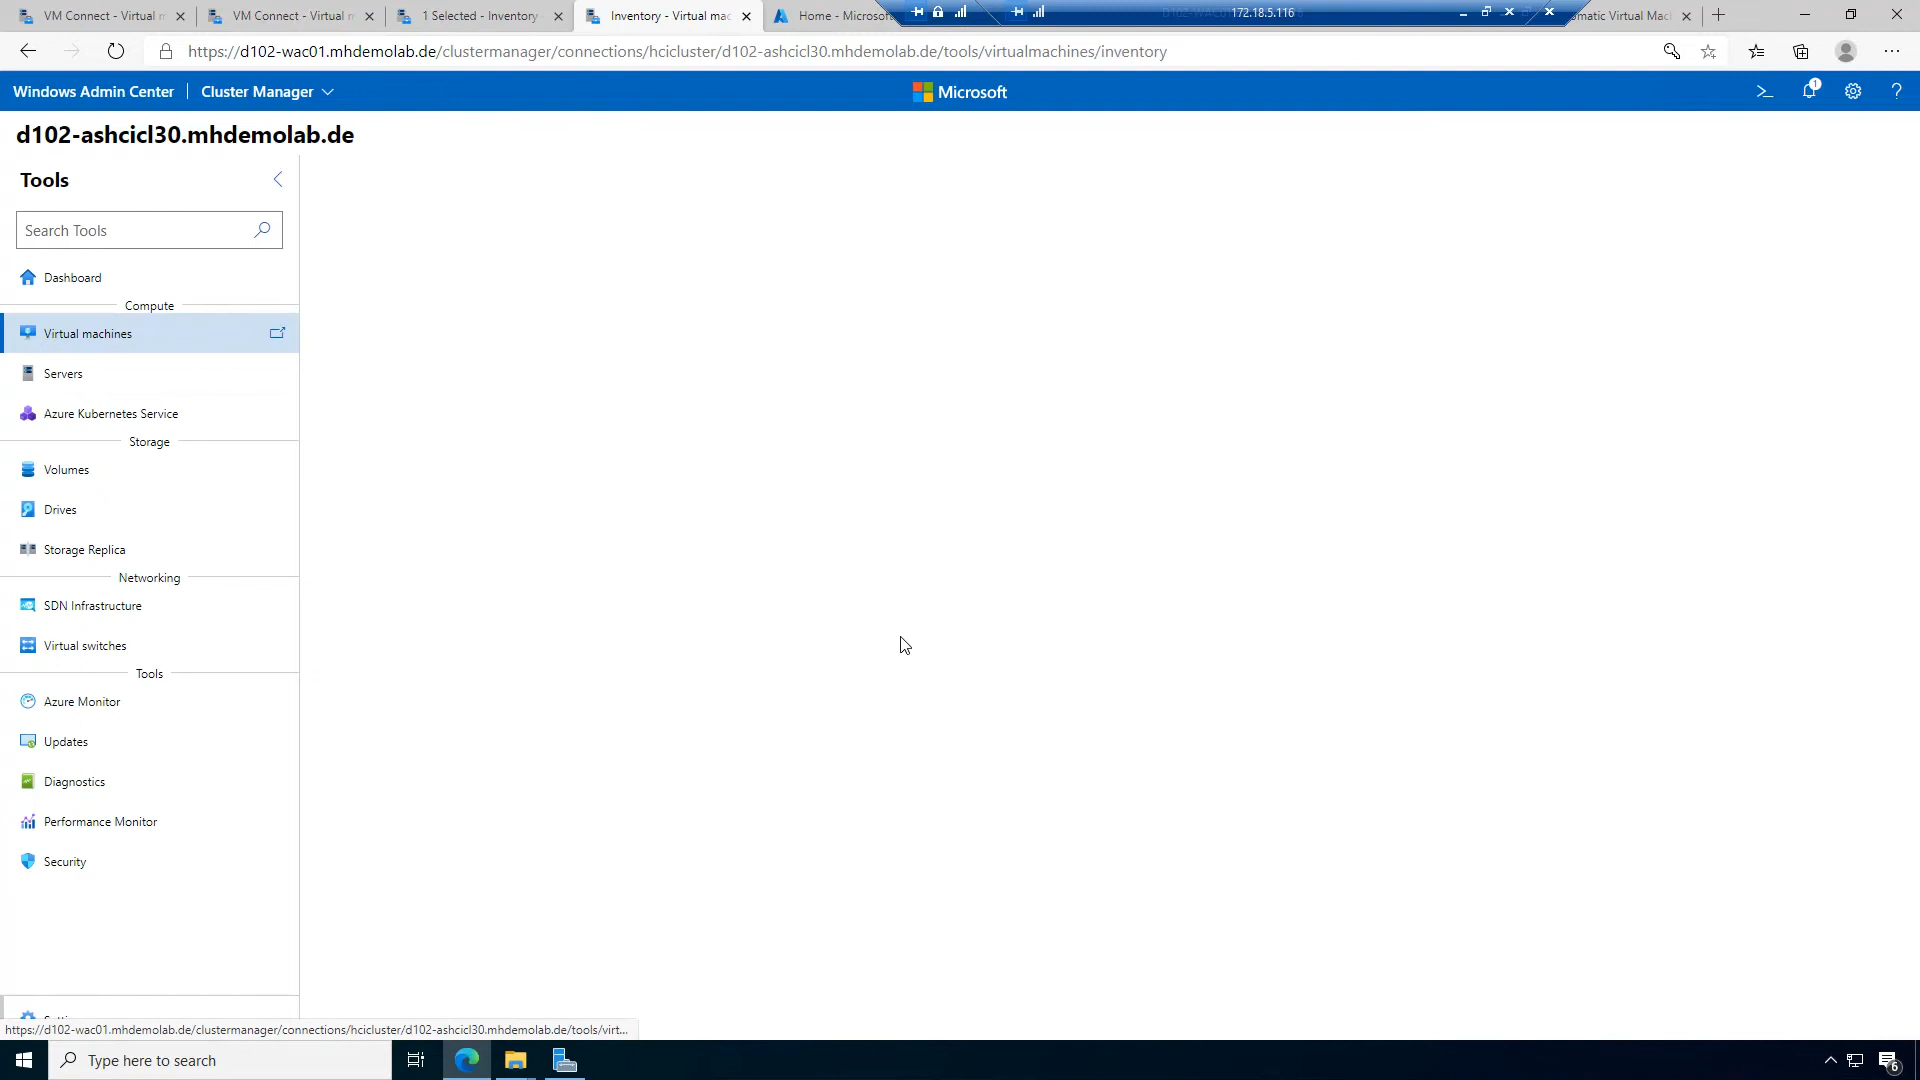 VM Connect - Virtual m
VM Connect - Virtual m
1 Selected - Inventory
Inventory - Virtual mac
Home - Microsof
172.18.5.116
omatic Virtual Mac
https://d102-wac01.mhdemolab.de/clustermanager/connections/hcicluster/d102-ashcicl30.mhdemolab.de/tools/virtualmachines/inventory
Windows Admin Center
Cluster Manager
Microsoft
1
?
d102-ashcicl30.mhdemolab.de
Tools
Search Tools
Dashboard
Compute
Virtual machines
Servers
Azure Kubernetes Service
Storage
Volumes
Drives
Storage Replica
Networking
SDN Infrastructure
Virtual switches
Tools
Azure Monitor
Updates
Diagnostics
Performance Monitor
Security
https://d102-wac01.mhdemolab.de/clustermanager/connections/hcicluster/d102-ashcicl30.mhdemolab.de/tools/virt...
Type here to search
6